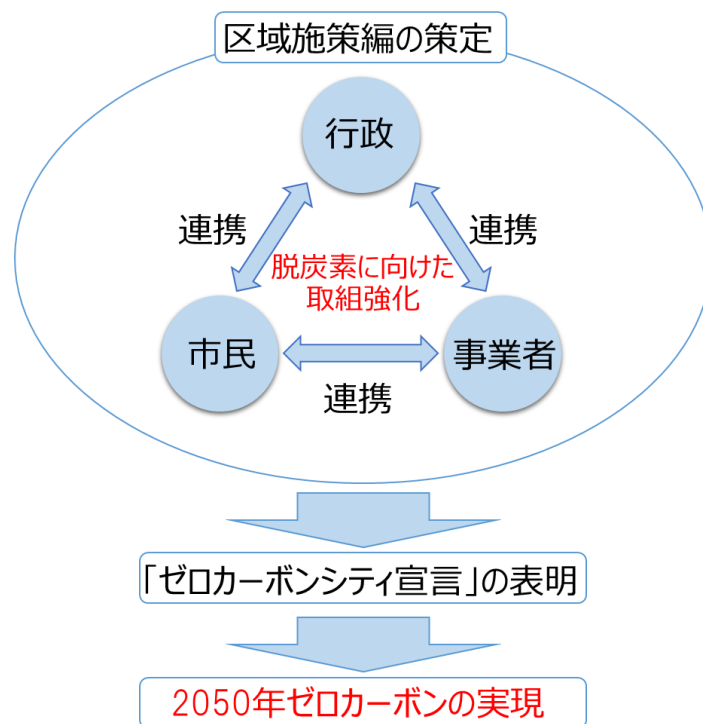 区域施策編の策定
行政
連携
連携
脱炭素に向けた
取組強化
市民
事業者
連携
「ゼロカーボンシティ宣言」の表明
2050年ゼロカーボンの実現